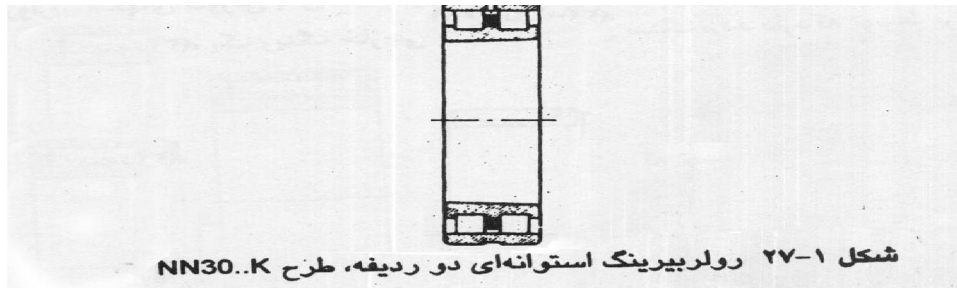 شکل ۱-۲۷ رولربیرینگ استوانه‌ای دو ردیفه، طرح NN30..K